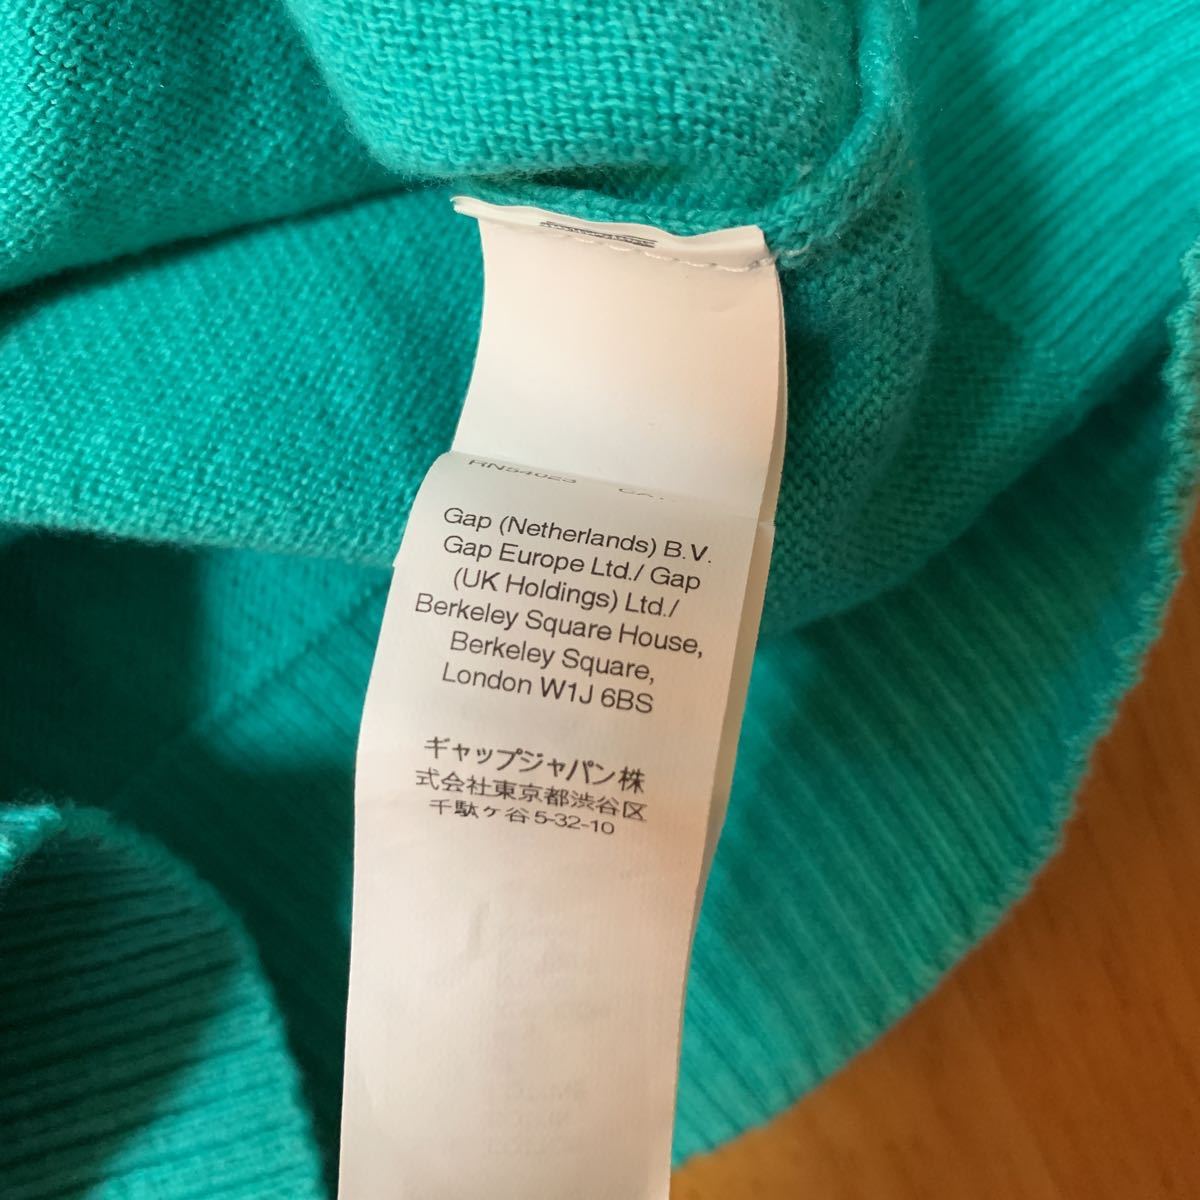 RN54023 CA
Gap (Netherlands) B.V.
Gap Europe Ltd./ Gap
(UK Holdings) Ltd./
Berkeley Square House,
Berkeley Square,
London W1J 6BS
ギャップジャパン株
式会社東京都渋谷区
千駄ヶ谷5-32-10